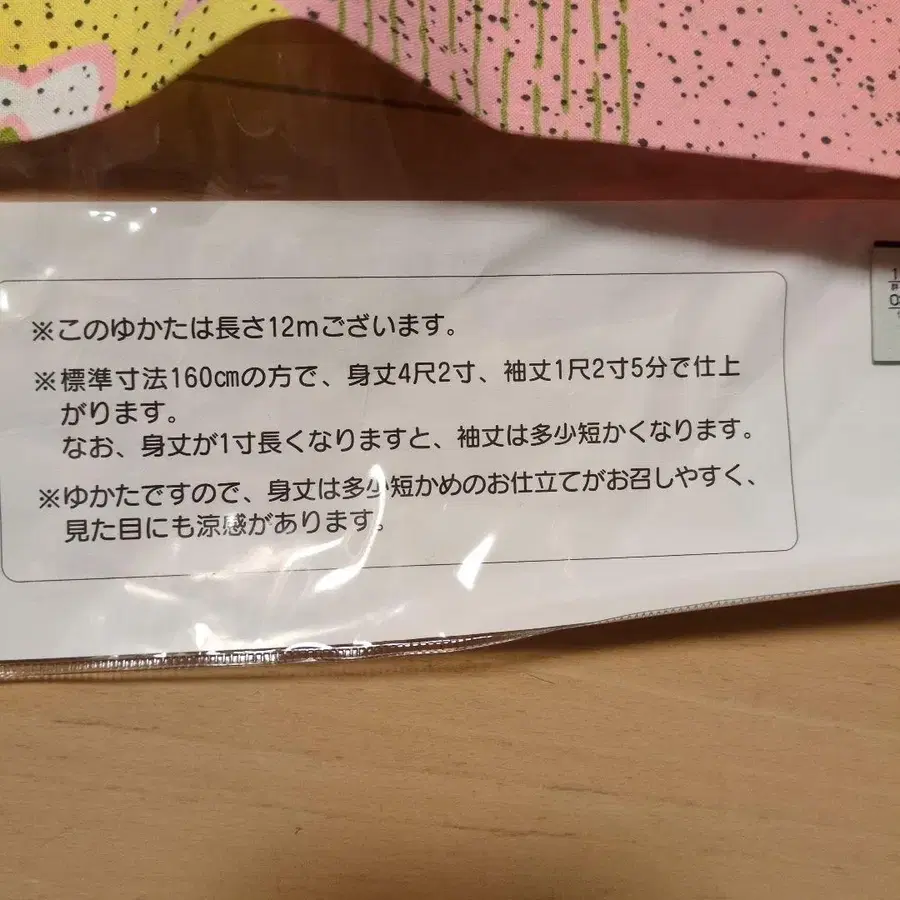 ※このゆかたは長さ12mございます。
※標準寸法160cmの方で、身丈4尺2寸、袖丈1尺2寸5分で仕上
がります。
なお、身丈が1寸長くなりますと、袖丈は多少短かくなります。
※ゆかたですので、身丈は多少短かめのお仕立てがお召しやすく、
見た目にも涼感があります。